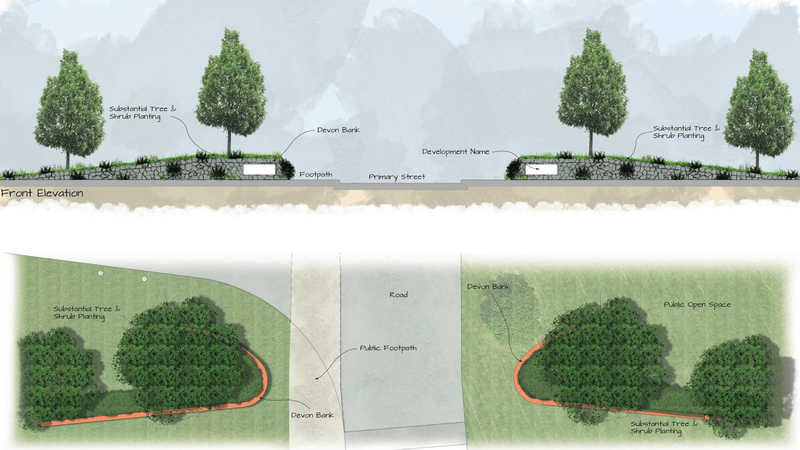 Substantial Tree &
Shrub Planting
Devon Bank
Development Name
Substantial Tree &
Shrub Planting
Footpath
Primary Street
Front Elevation
Substantial Tree &
Shrub Planting
Road
Devon Bank
Public Open Space
Public Footpath
Devon Bank
Substantial Tree &
Shrub Planting